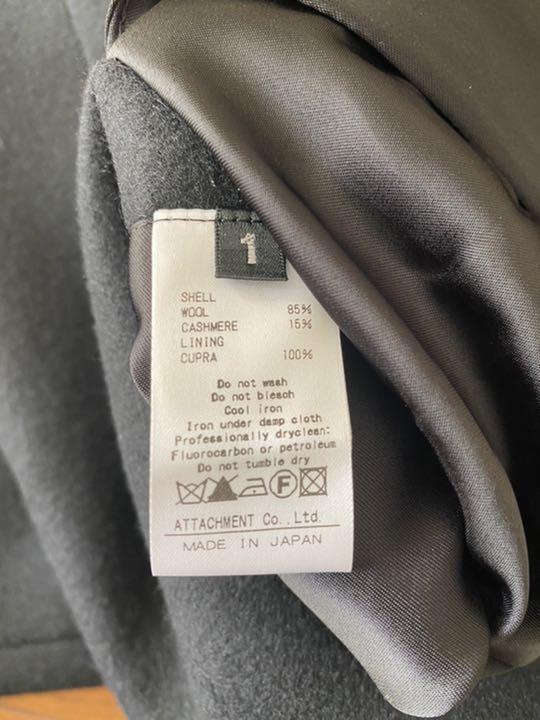 1
SHELL
WOOL 85%
CASHMERE 15%
LINING
CUPRA 100%
Do not wash
Do not bleach
Cool iron
Iron under damp cloth
Professionally dryclean:
Fluorocarbon or petroleum
Do not tumble dry
F
ATTACHMENT Co.,Ltd.
MADE IN JAPAN